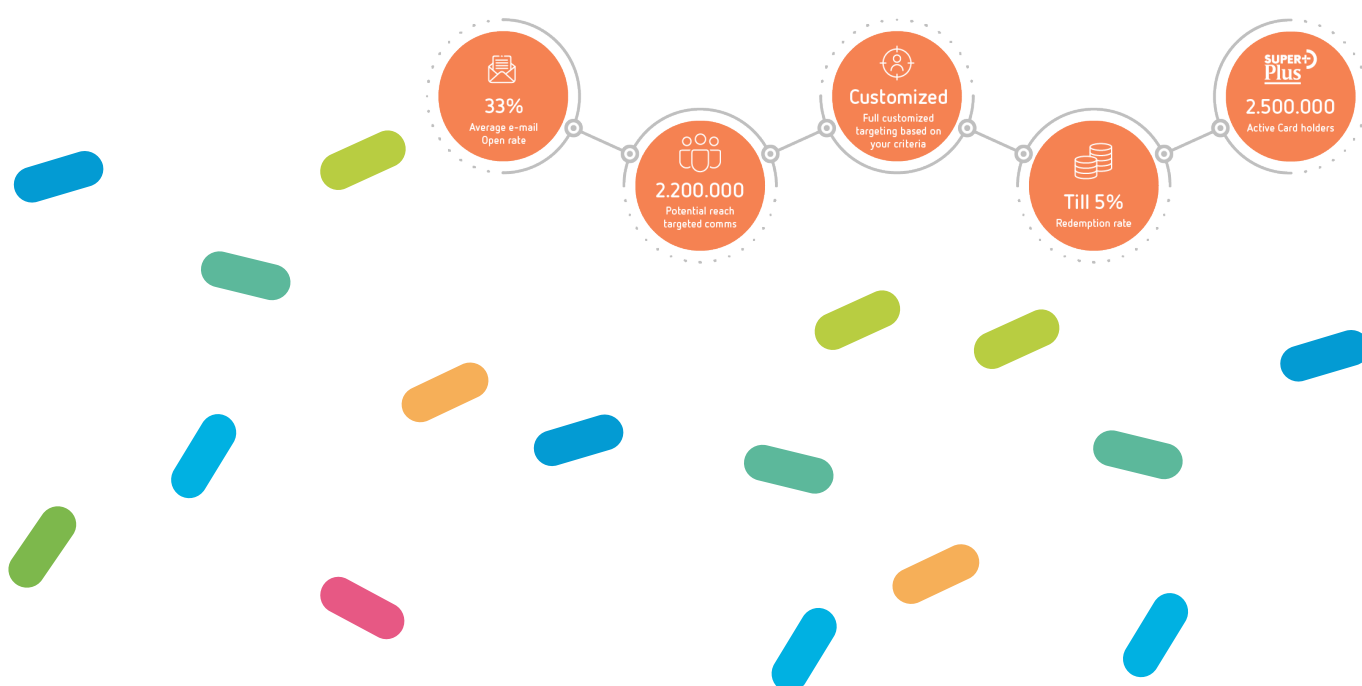 33%
Average e-mail
Open rate
2.200.000
Potential reach
targeted comms
Customized
Full customized
targeting based on
your criteria
Till 5%
Redemption rate
SUPER+
Plus
2.500.000
Active Card holders